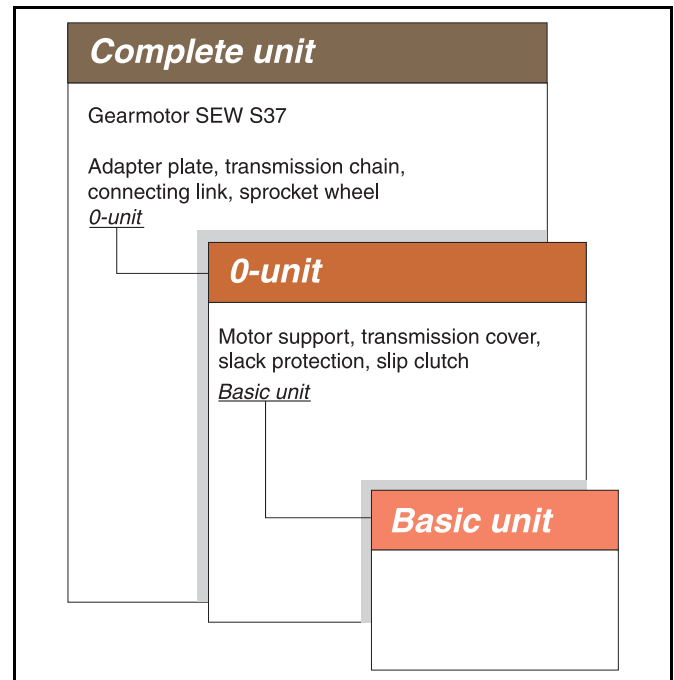 Complete unit
Gearmotor SEW S37
Adapter plate, transmission chain,
connecting link, sprocket wheel
0-unit
0-unit
Motor support, transmission cover,
slack protection, slip clutch
Basic unit
Basic unit